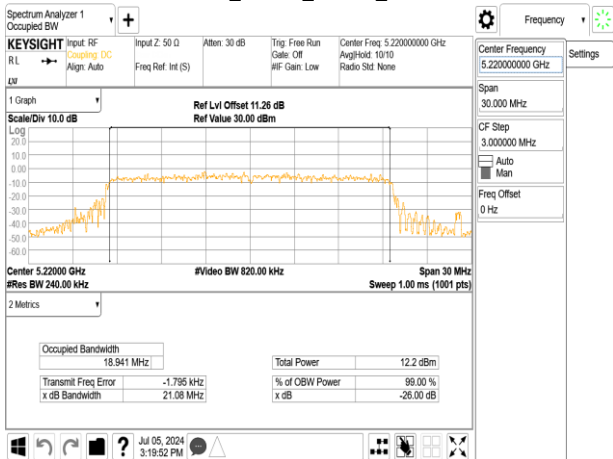 Spectrum Analyzer 1
Occupied BW
KEYSIGHT
RL
Input: RF
Coupling: DC
Align: Auto
Input Z: 50 Ω
Freq Ref: Int (S)
Atten: 30 dB
Trig: Free Run
Gate: Off
#IF Gain: Low
Center Freq: 5.220000000 GHz
Avg|Hold: 10/10
Radio Std: None
LXI
1 Graph
Scale/Div 10.0 dB
Ref Lvl Offset 11.26 dB
Ref Value 30.00 dBm
Log
20.0
10.0
0.00
-10.0
-20.0
-30.0
-40.0
-50.0
-60.0
Center 5.22000 GHz
#Video BW 820.00 kHz
Span 30 MHz
#Res BW 240.00 kHz
Sweep 1.00 ms (1001 pts)
2 Metrics
Occupied Bandwidth
18.941 MHz
Total Power 12.2 dBm
Transmit Freq Error -1.795 kHz
% of OBW Power 99.00 %
x dB Bandwidth 21.08 MHz
x dB -26.00 dB
Jul 05, 2024
3:19:52 PM
?
Frequency
Settings
Center Frequency
5.220000000 GHz
Span
30.000 MHz
CF Step
3.000000 MHz
Auto
Man
Freq Offset
0 Hz